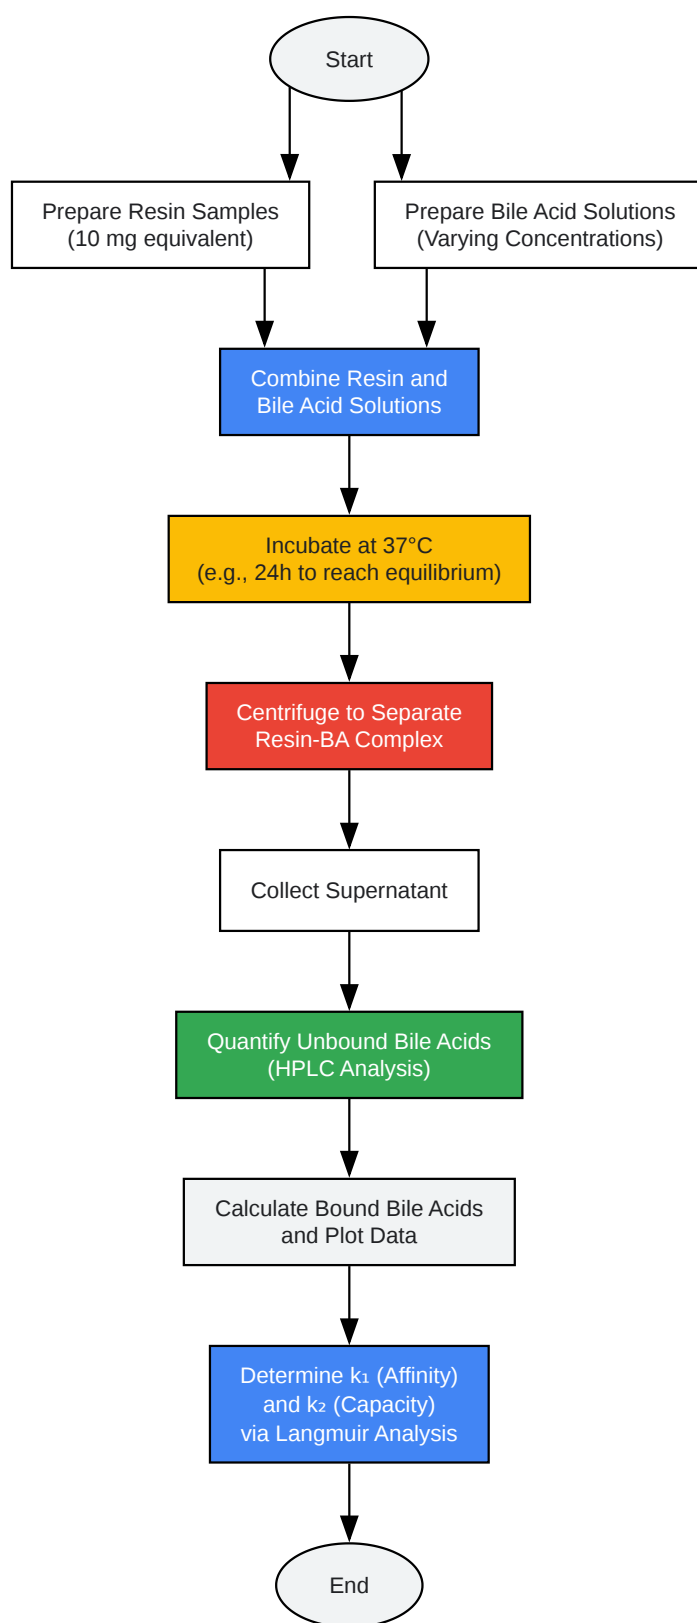 Start
Prepare Resin Samples
(10 mg equivalent)
Prepare Bile Acid Solutions
(Varying Concentrations)
Combine Resin and
Bile Acid Solutions
Incubate at 37°C
(e.g., 24h to reach equilibrium)
Centrifuge to Separate
Resin-BA Complex
Collect Supernatant
Quantify Unbound Bile Acids
(HPLC Analysis)
Calculate Bound Bile Acids
and Plot Data
Determine k₁ (Affinity)
and k₂ (Capacity)
via Langmuir Analysis
End